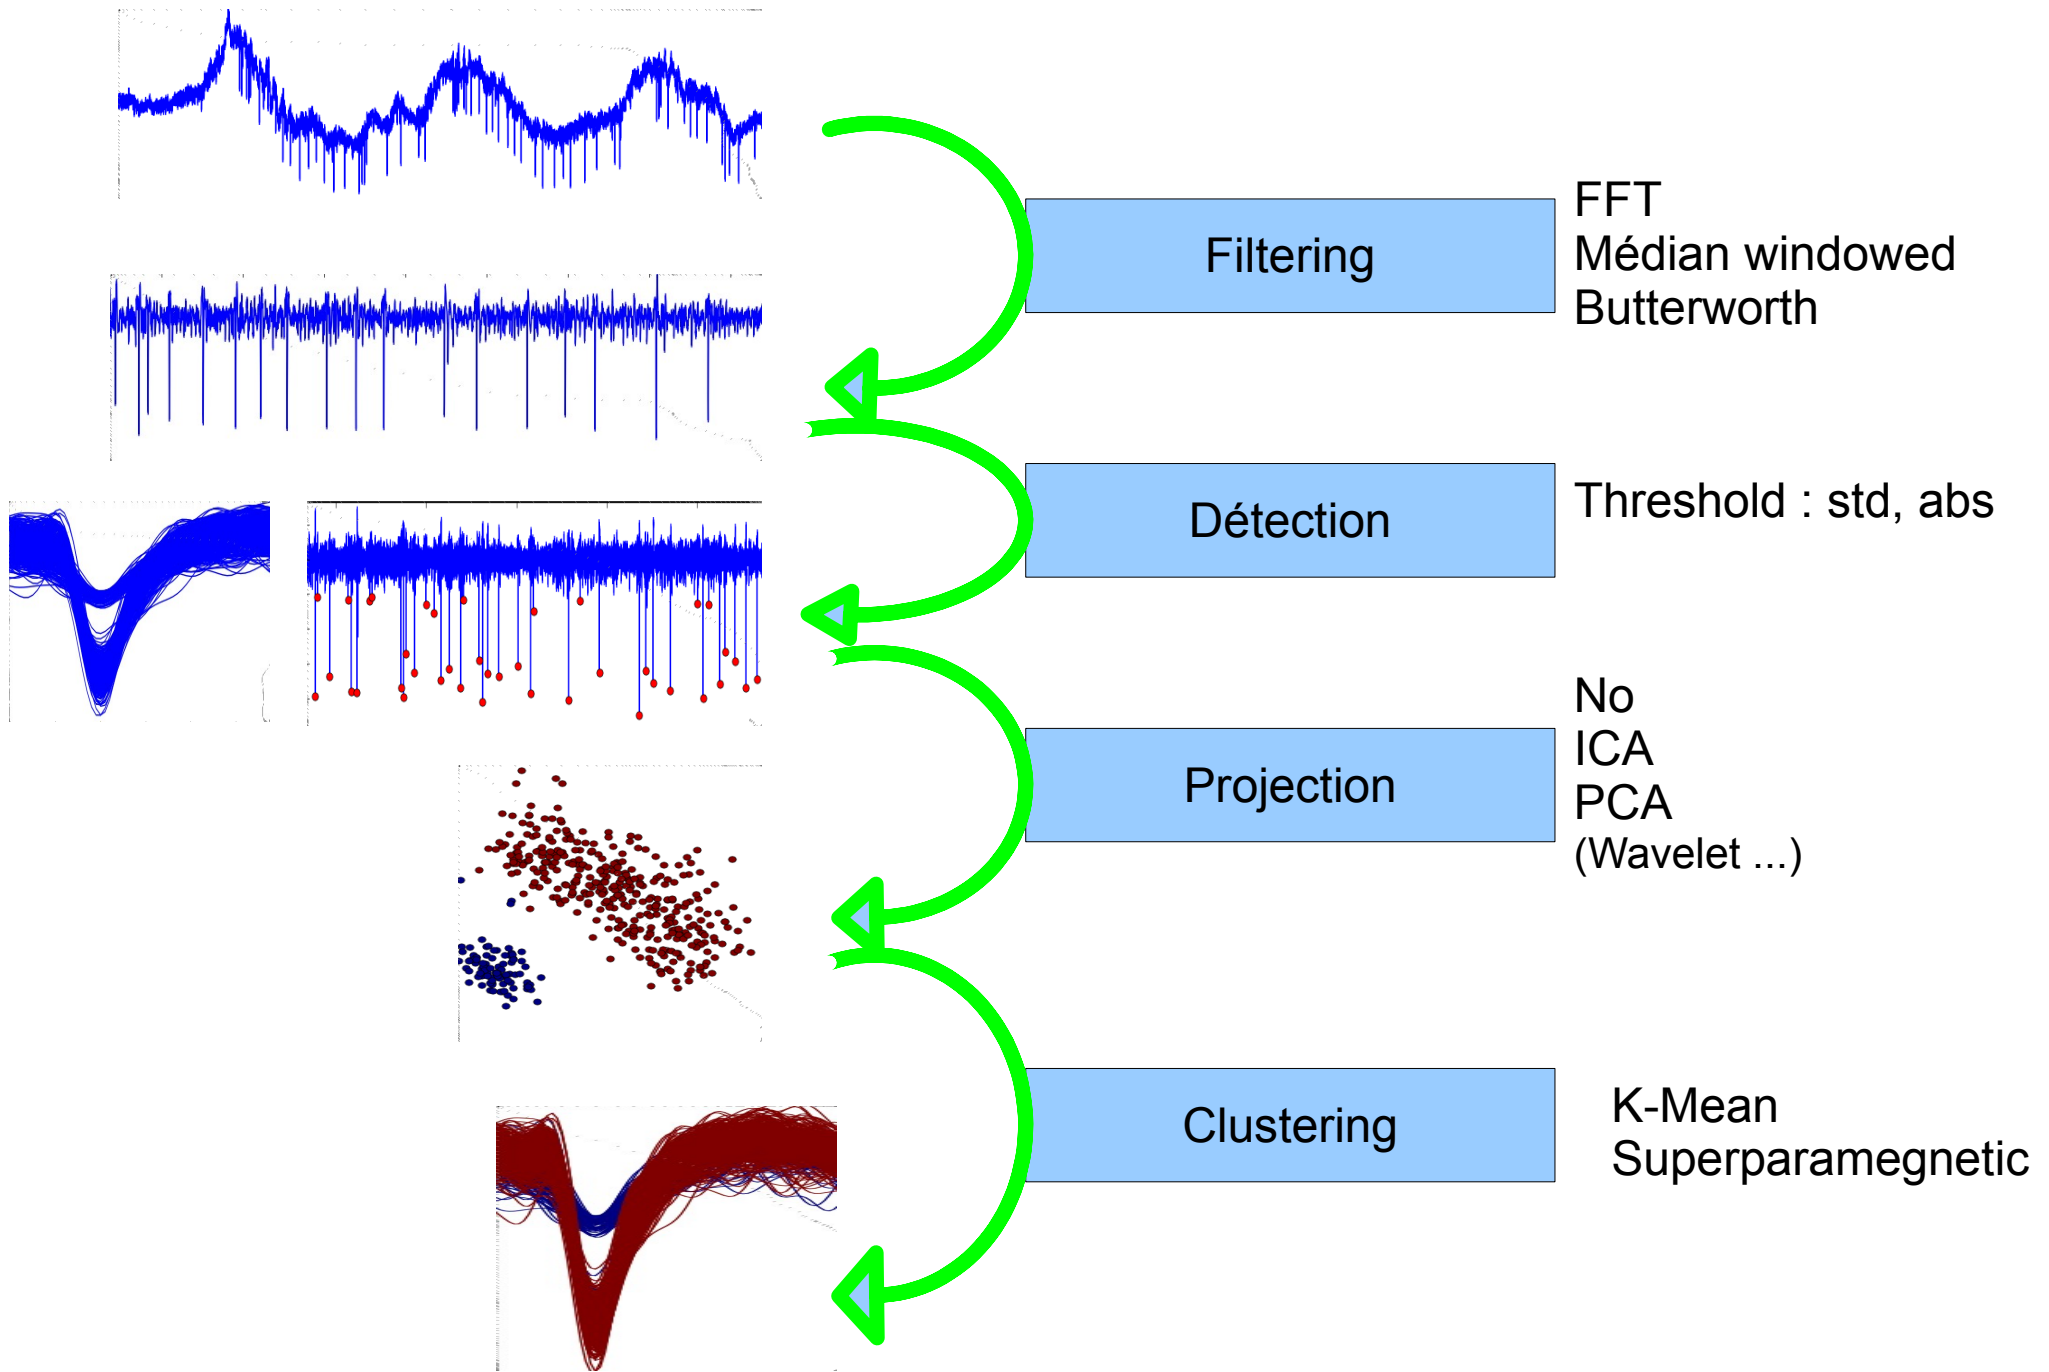 Filtering
FFT
Médian windowed
Butterworth
Détection
Threshold : std, abs
Projection
No
ICA
PCA
(Wavelet ...)
Clustering
K-Mean
Superparamegnetic